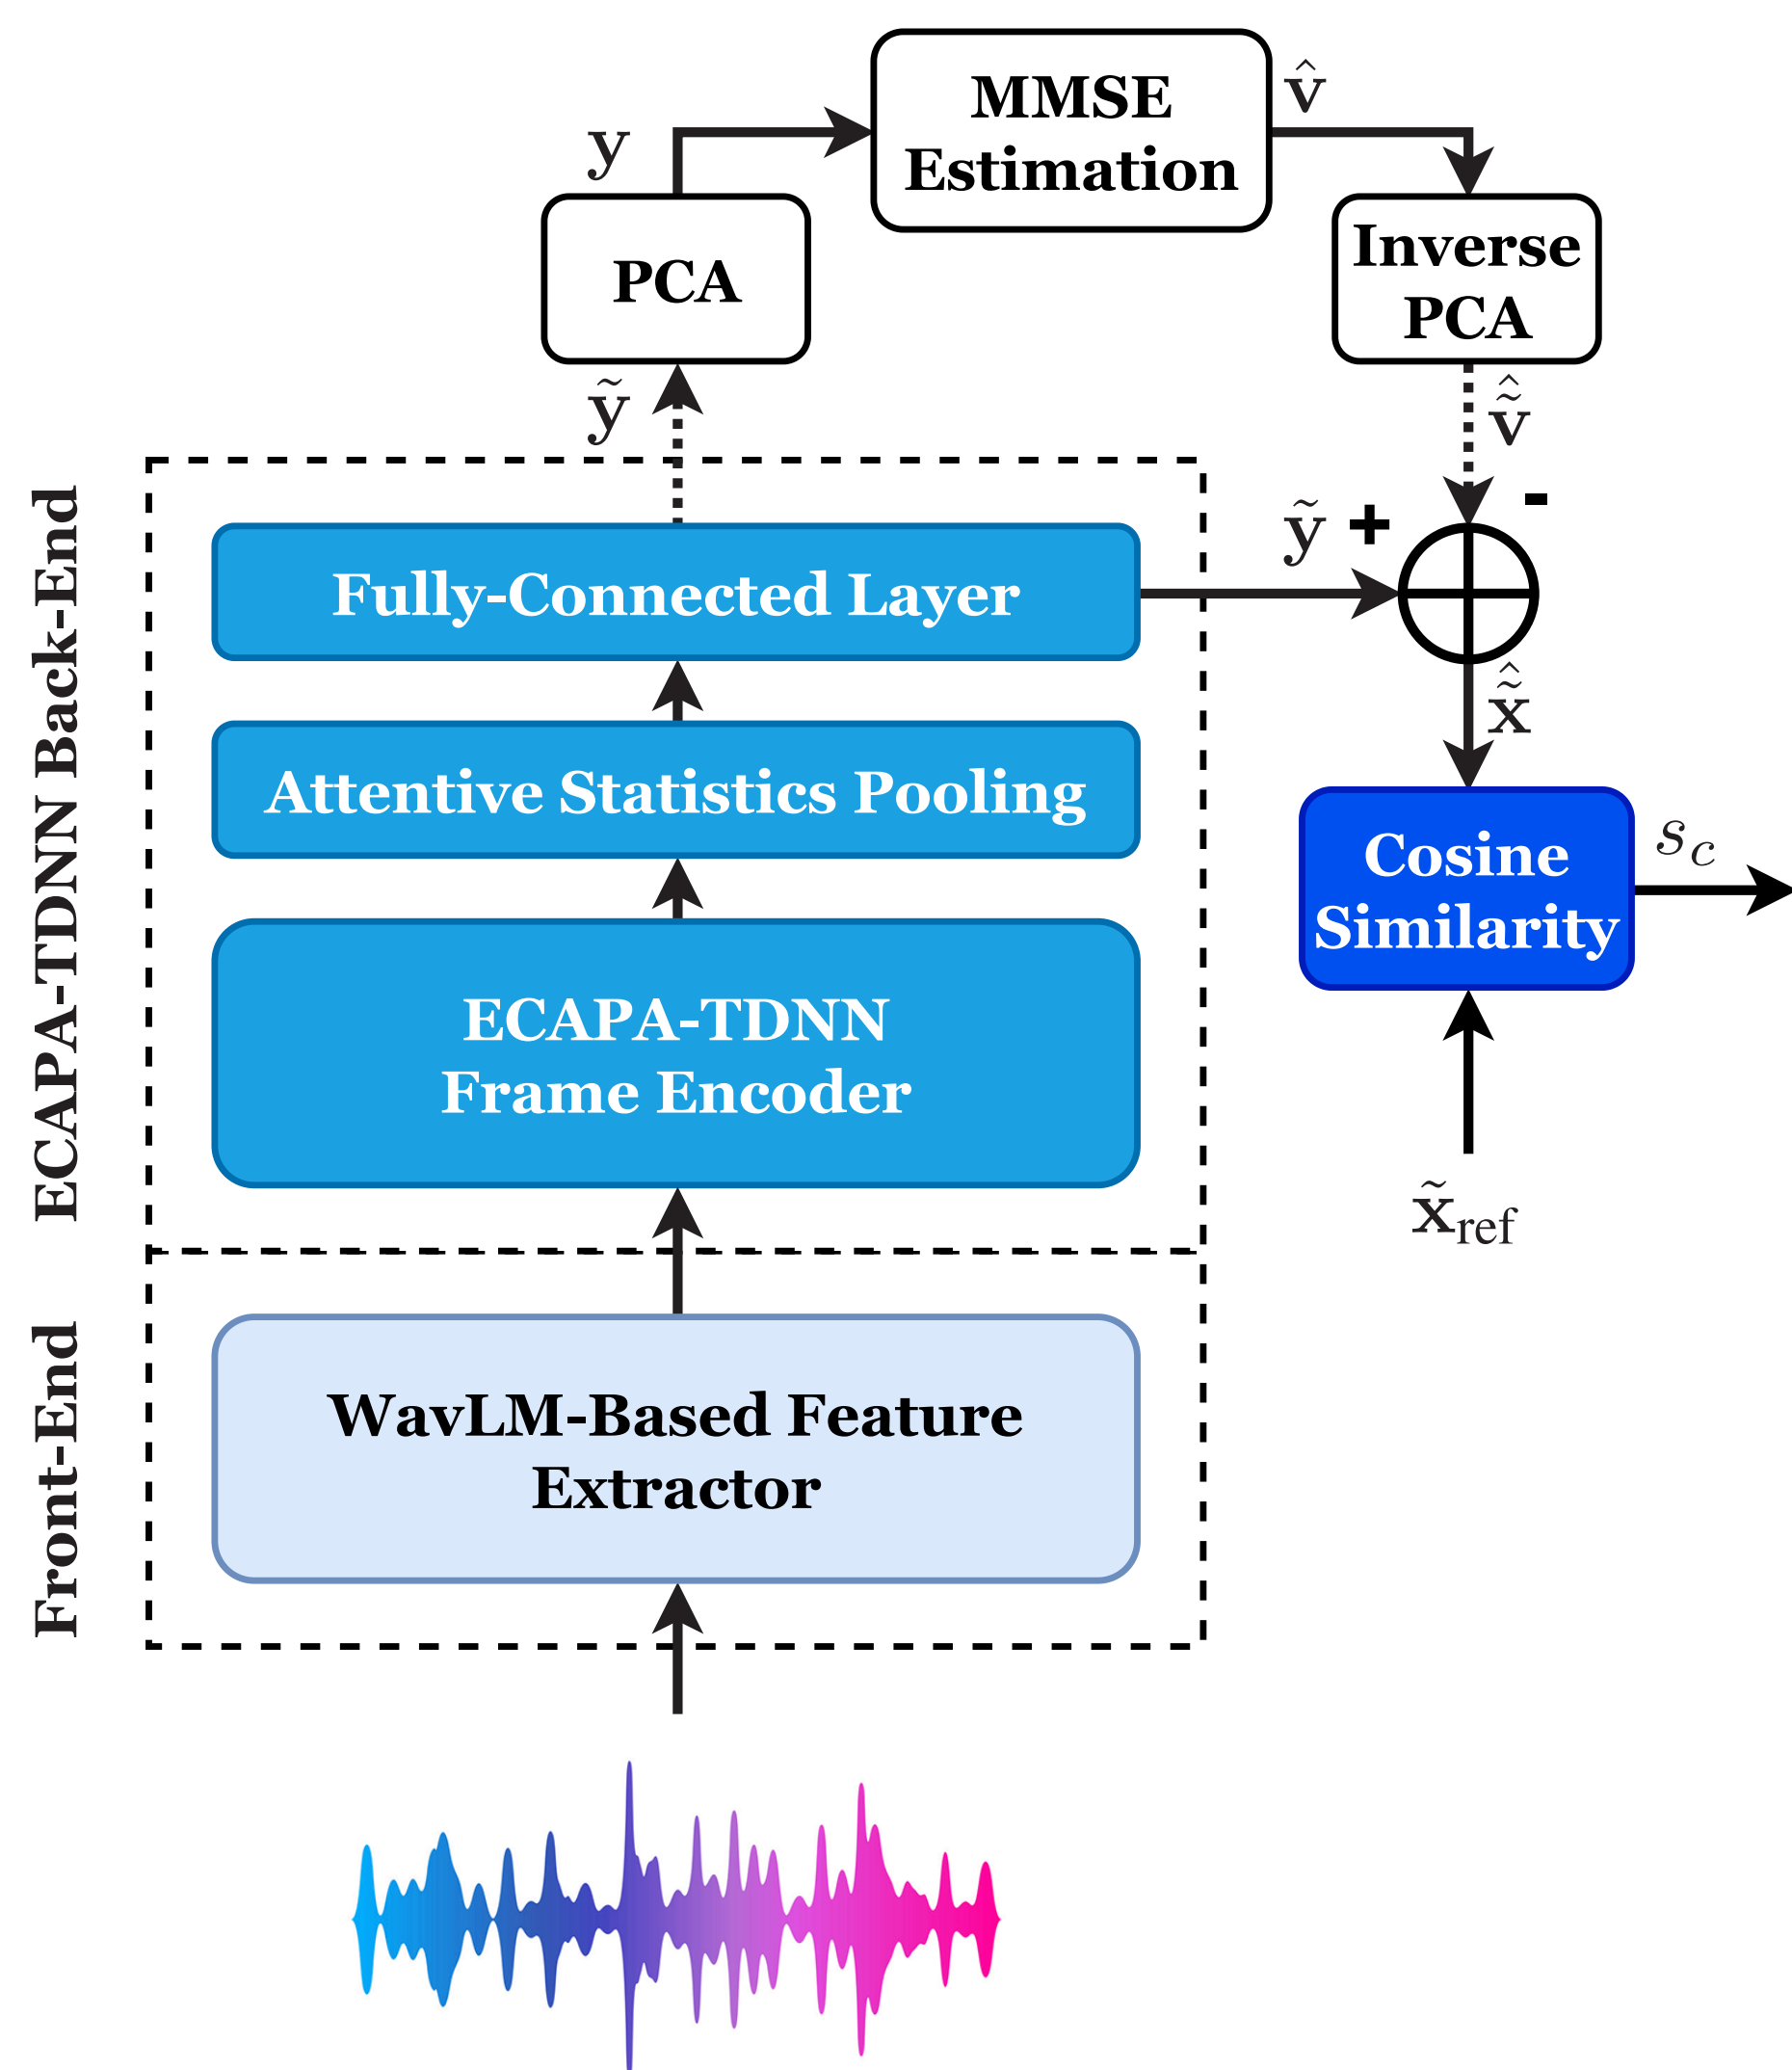 MMSE
Estimation
v̂
y
PCA
Inverse
PCA
ỹ
ṽ̂
-
ỹ +
ECAPA-TDNN Back-End
Fully-Connected Layer
x̃̂
Attentive Statistics Pooling
Cosine
Similarity
s_c
ECAPA-TDNN
Frame Encoder
x̃_ref
Front-End
WavLM-Based Feature
Extractor